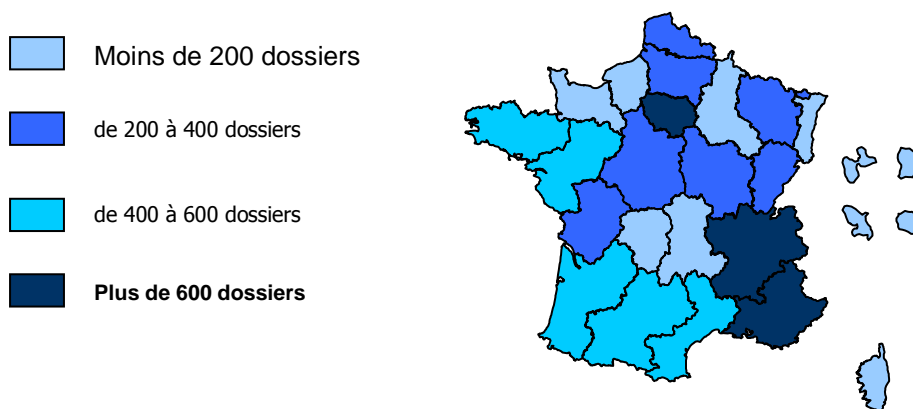 Moins de 200 dossiers
de 200 à 400 dossiers
de 400 à 600 dossiers
Plus de 600 dossiers